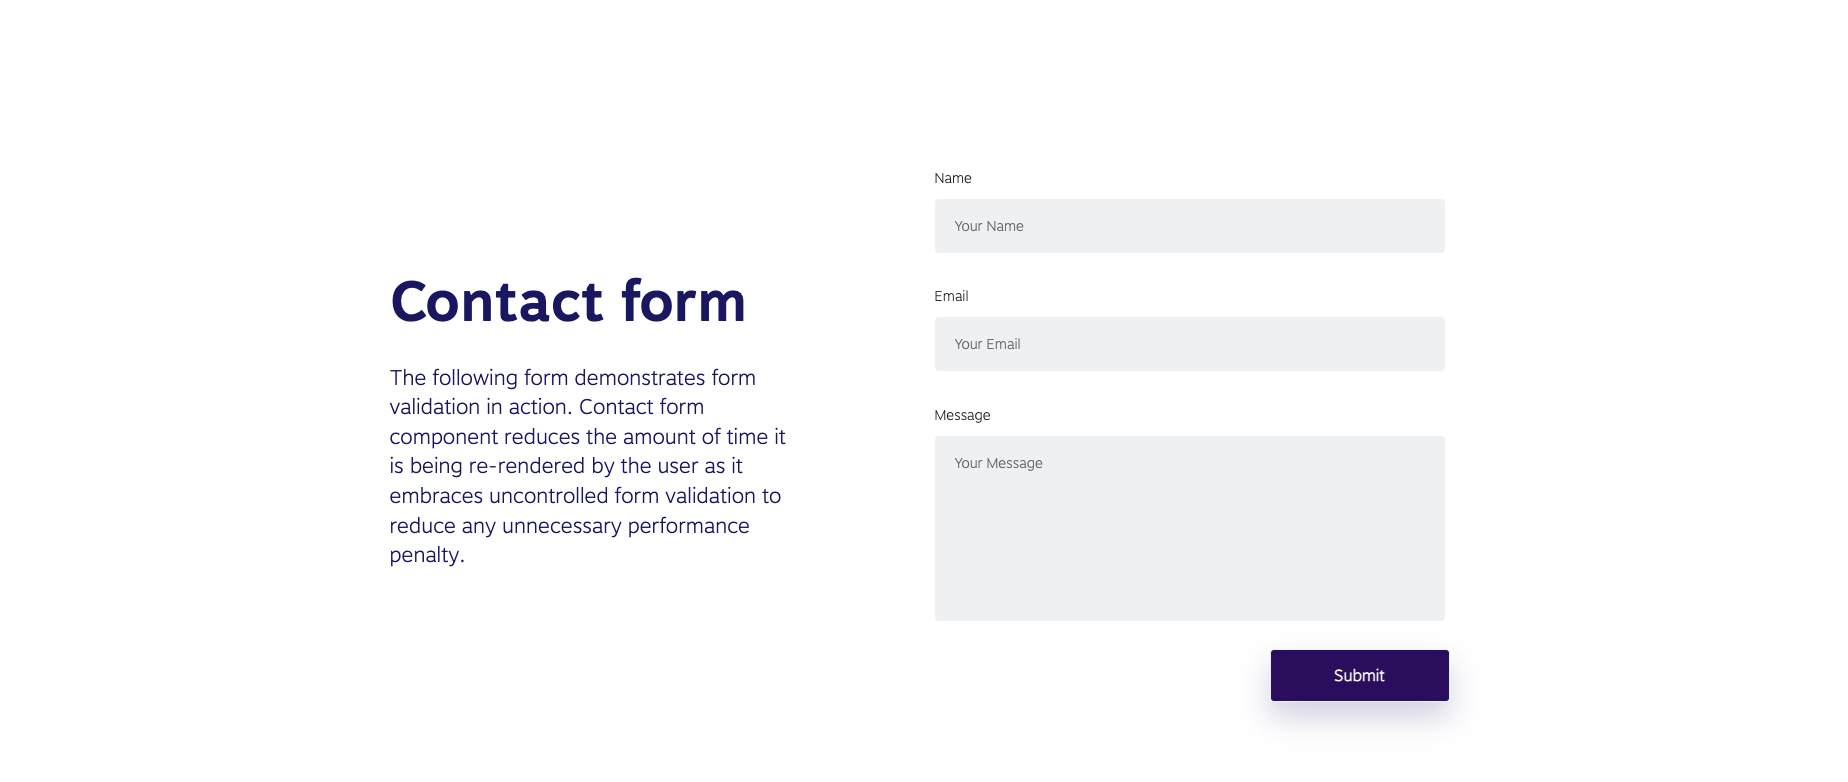 Contact form
The following form demonstrates form
validation in action. Contact form
component reduces the amount of time it
is being re-rendered by the user as it
embraces uncontrolled form validation to
reduce any unnecessary performance
penalty.
Name
Your Name
Email
Your Email
Message
Your Message
Submit